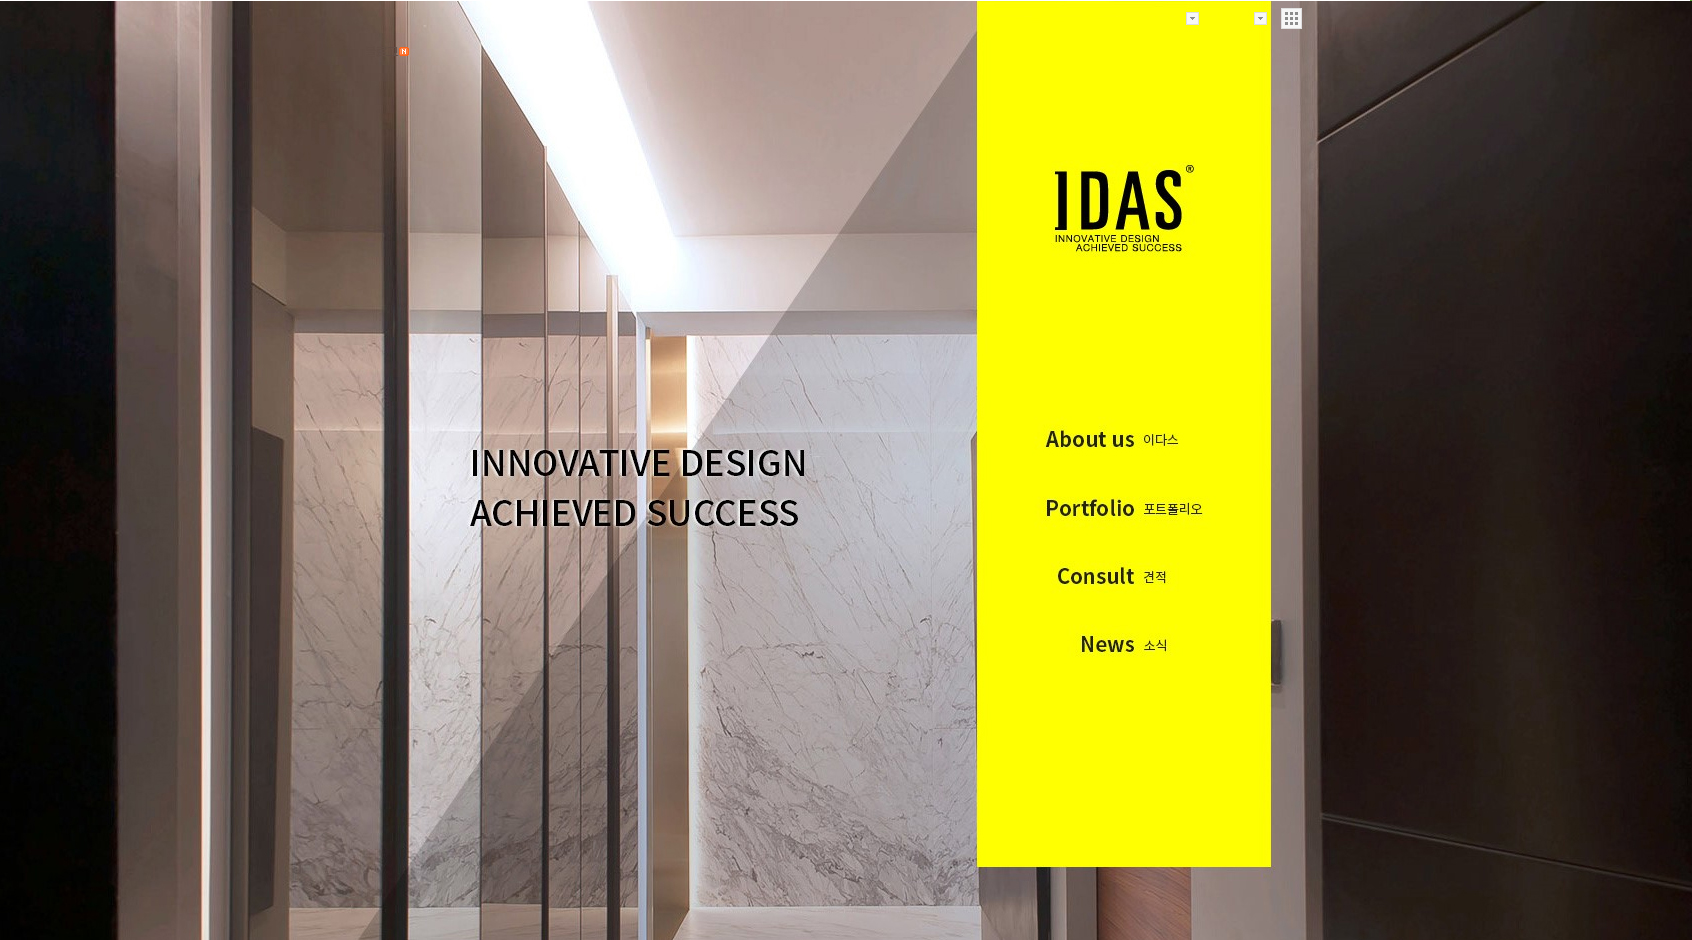 N
IDAS®
INNOVATIVE DESIGN
ACHIEVED SUCCESS
INNOVATIVE DESIGN
ACHIEVED SUCCESS
About us 이다스
Portfolio 포트폴리오
Consult 견적
News 소식